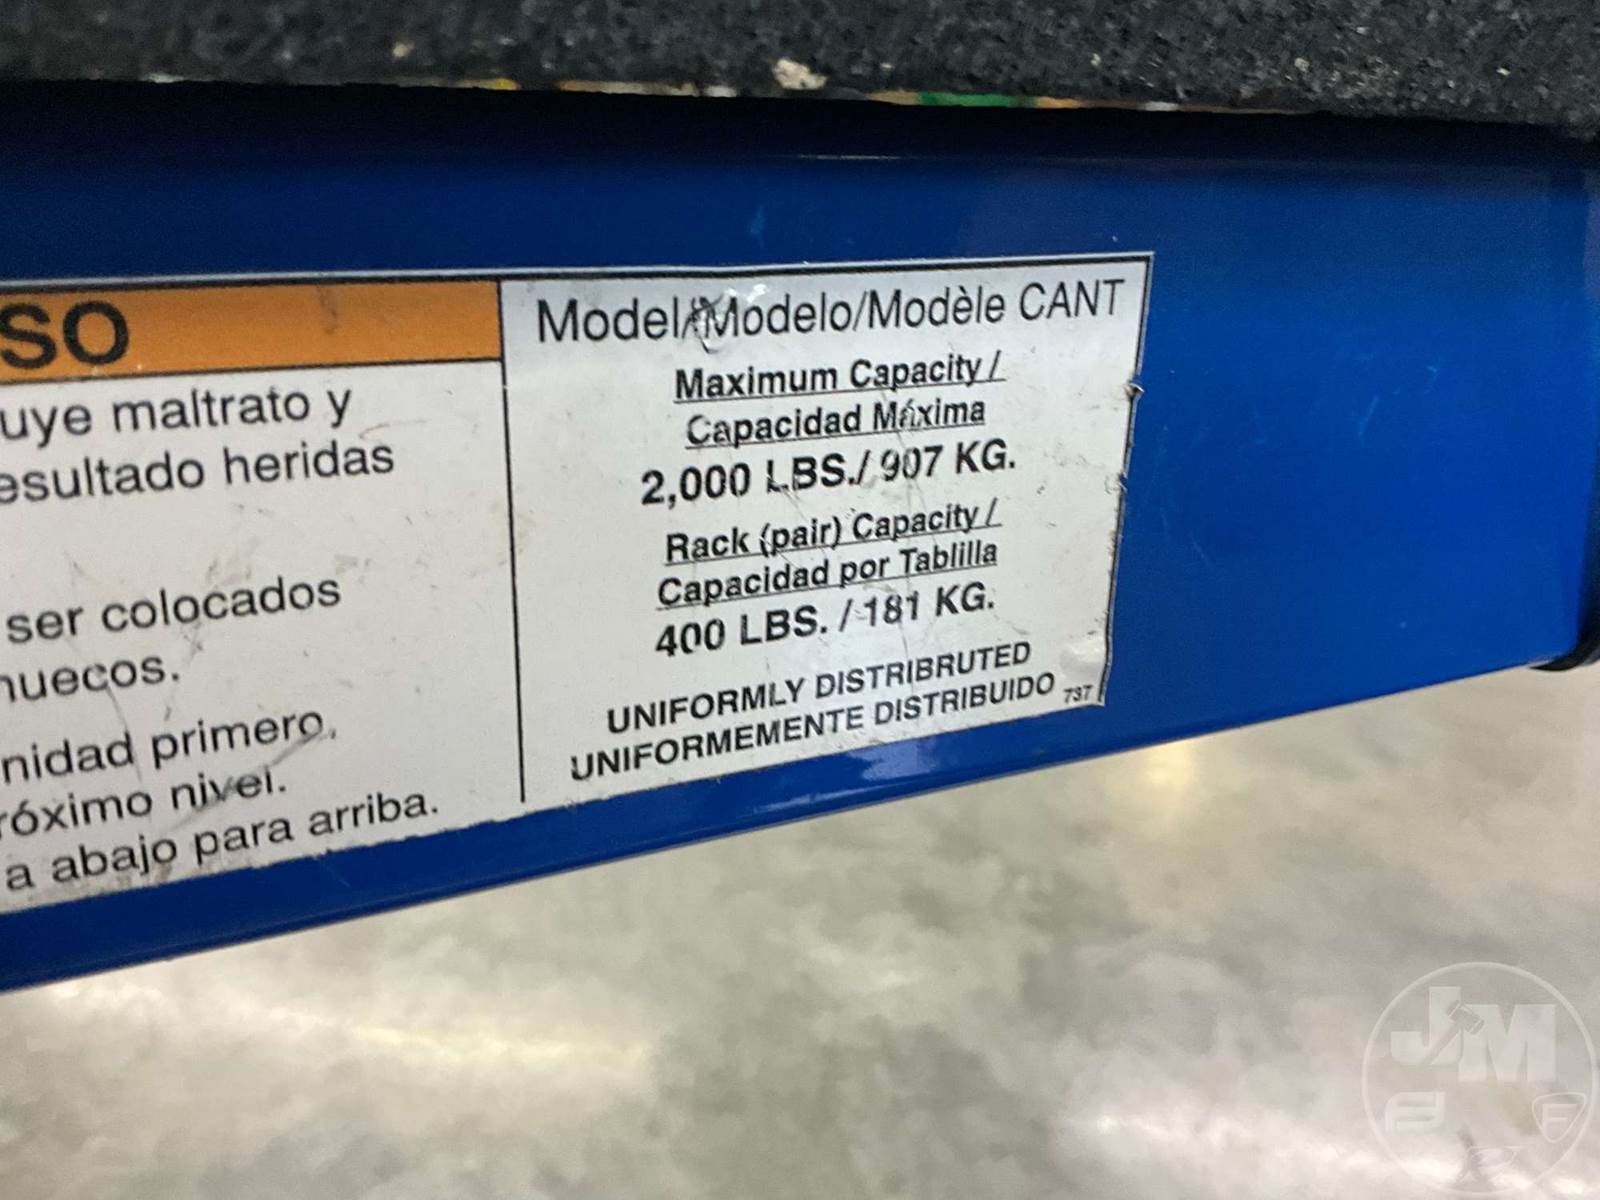 SO
uye maltrato y
esultado heridas
ser colocados
huecos.
nidad primero,
róximo nivel.
a abajo para arriba.
Model/Modelo/Modèle CANT
Maximum Capacity /
Capacidad Máxima
2,000 LBS./ 907 KG.
Rack (pair) Capacity /
Capacidad por Tablilla
400 LBS. / 181 KG.
UNIFORMLY DISTRIBRUTED
UNIFORMEMENTE DISTRIBUIDO 737
JM